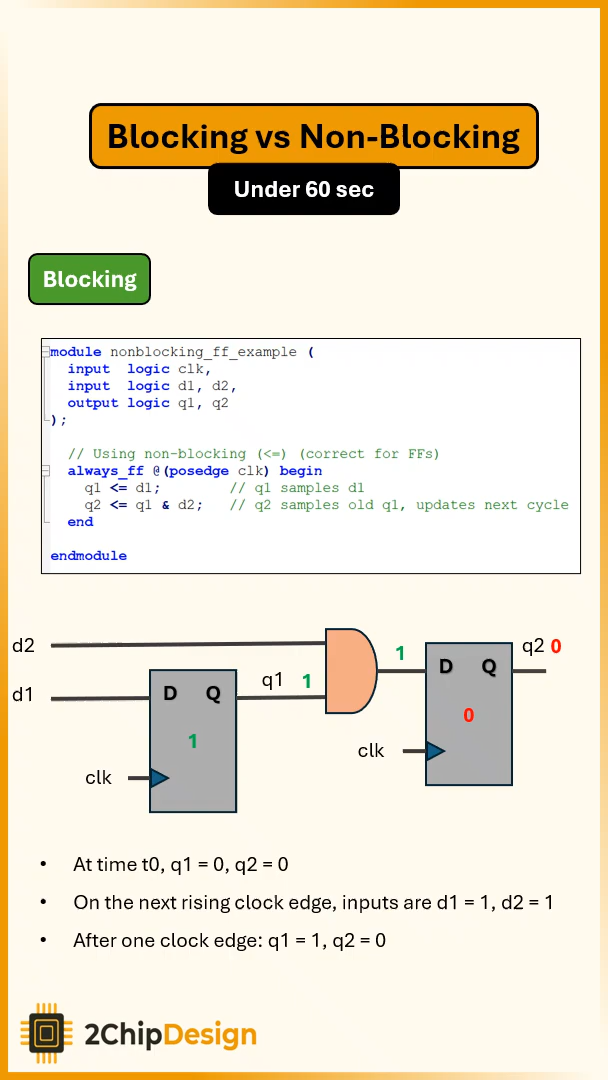 Blocking vs Non-Blocking
Under 60 sec
Blocking
module nonblocking_ff_example (
input  logic clk,
input  logic d1, d2,
output logic q1, q2
);
// Using non-blocking (<=) (correct for FFs)
always_ff @(posedge clk) begin
q1 <= d1;        // q1 samples d1
q2 <= q1 & d2;   // q2 samples old q1, updates next cycle
end
endmodule
d2
1
q2 0
D Q
d1
D Q
q1 1
0
1
clk
clk
• At time t0, q1 = 0, q2 = 0
• On the next rising clock edge, inputs are d1 = 1, d2 = 1
• After one clock edge: q1 = 1, q2 = 0
2ChipDesign